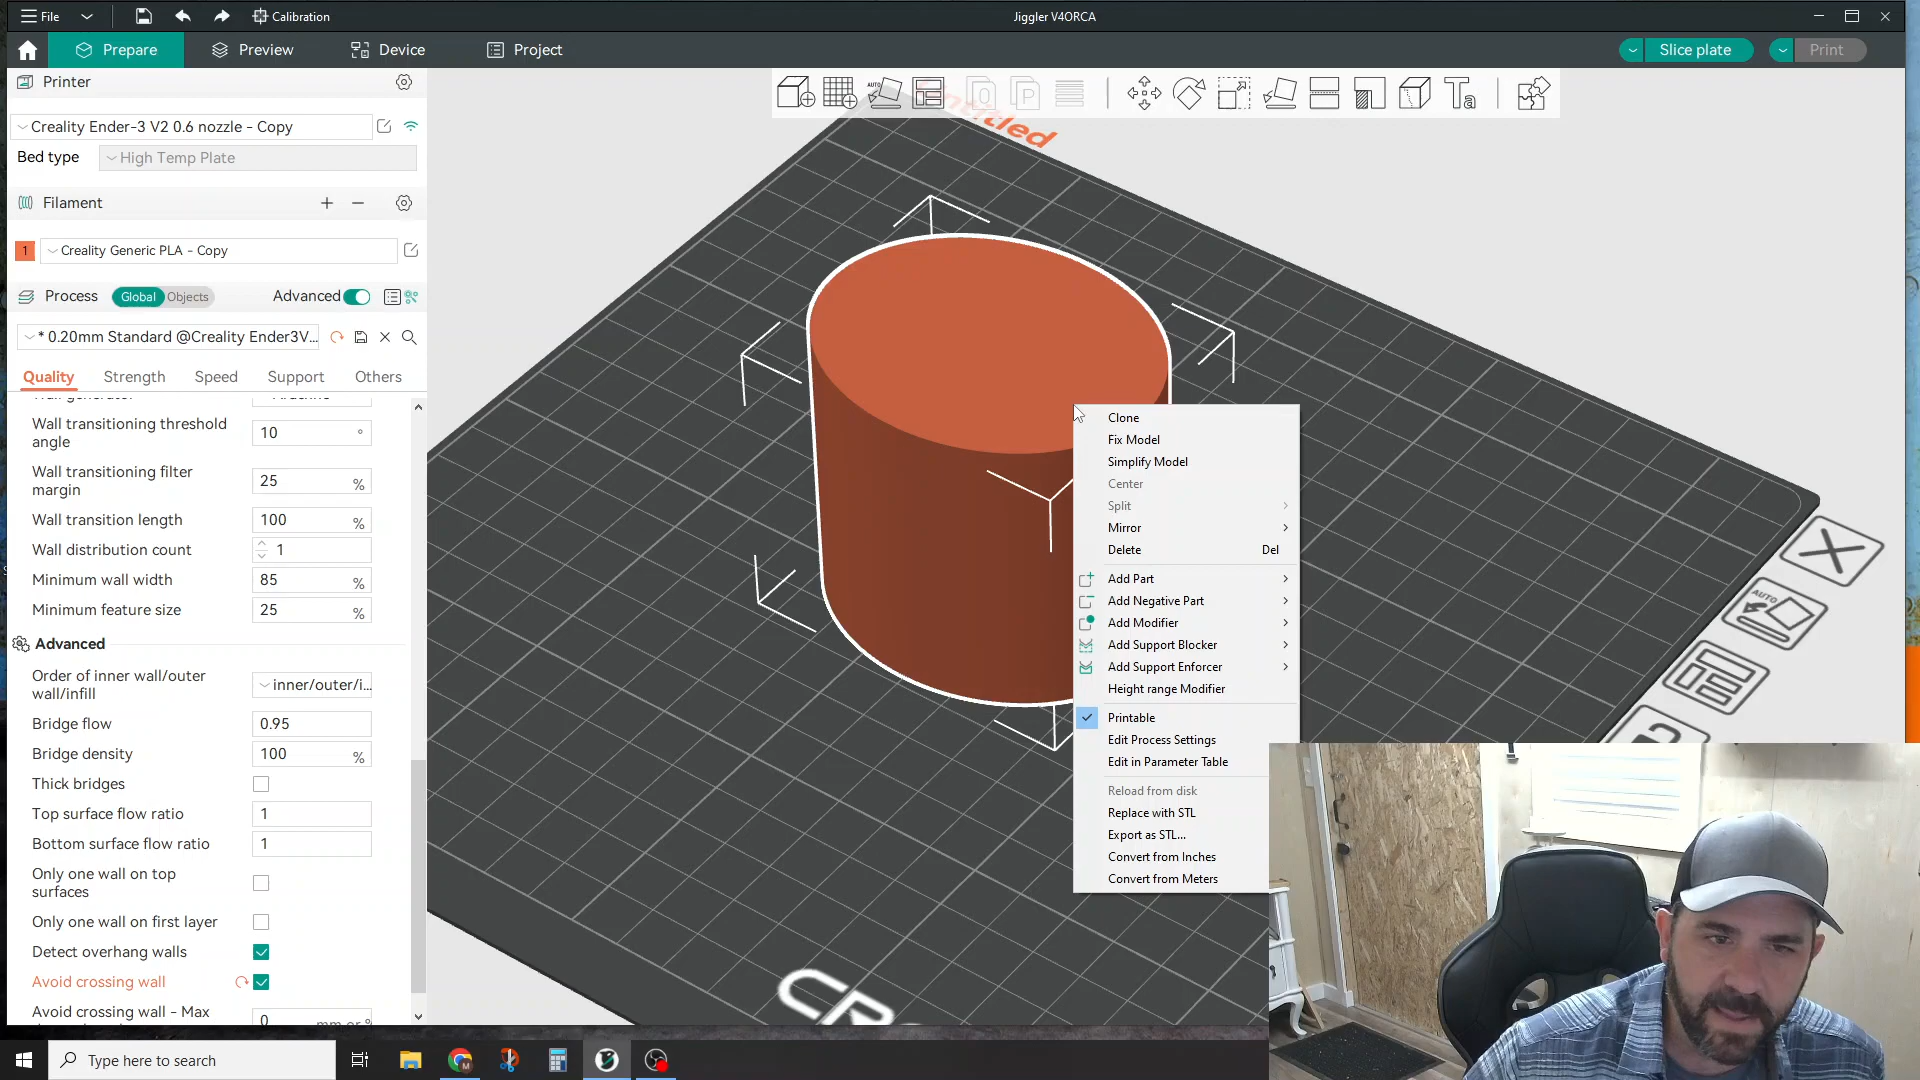 File
Calibration
Jiggler V4ORCA
Prepare
Preview
Device
Project
Slice plate
Print
Printer
Creality Ender-3 V2 0.6 nozzle - Copy
Bed type
High Temp Plate
Filament
1
Creality Generic PLA - Copy
Process
Global
Objects
Advanced
* 0.20mm Standard @Creality Ender3V...
Quality
Strength
Speed
Support
Others
Wall transitioning threshold
angle
10 °
Wall transitioning filter
margin
25 %
Wall transition length
100 %
Wall distribution count
1
Minimum wall width
85 %
Minimum feature size
25 %
Advanced
Order of inner wall/outer
wall/infill
inner/outer/i...
Bridge flow
0.95
Bridge density
100 %
Thick bridges
Top surface flow ratio
1
Bottom surface flow ratio
1
Only one wall on top
surfaces
Only one wall on first layer
Detect overhang walls
Avoid crossing wall
Avoid crossing wall - Max
0 mm or %
AUTO
O
P
Ta
Clone
Fix Model
Simplify Model
Center
Split
Mirror
Delete Del
Add Part
Add Negative Part
Add Modifier
Add Support Blocker
Add Support Enforcer
Height range Modifier
Printable
Edit Process Settings
Edit in Parameter Table
Reload from disk
Replace with STL
Export as STL...
Convert from Inches
Convert from Meters
AUTO
Type here to search